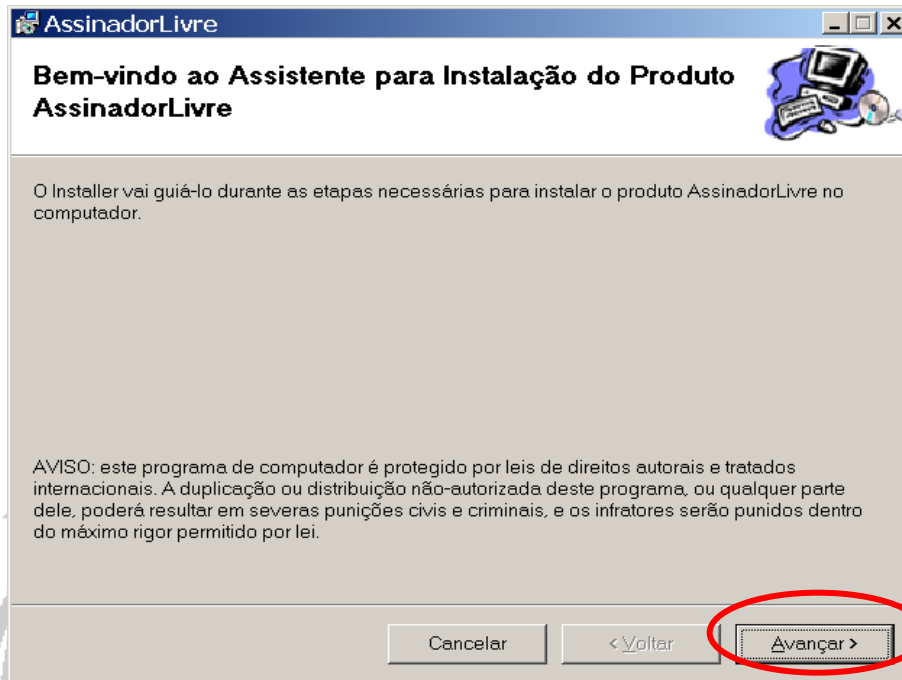 AssinadorLivre
Bem-vindo ao Assistente para Instalação do Produto
AssinadorLivre
O Installer vai guiá-lo durante as etapas necessárias para instalar o produto AssinadorLivre no
computador.
AVISO: este programa de computador é protegido por leis de direitos autorais e tratados
internacionais. A duplicação ou distribuição não-autorizada deste programa, ou qualquer parte
dele, poderá resultar em severas punições civis e criminais, e os infratores serão punidos dentro
do máximo rigor permitido por lei.
Cancelar < Voltar Avançar >